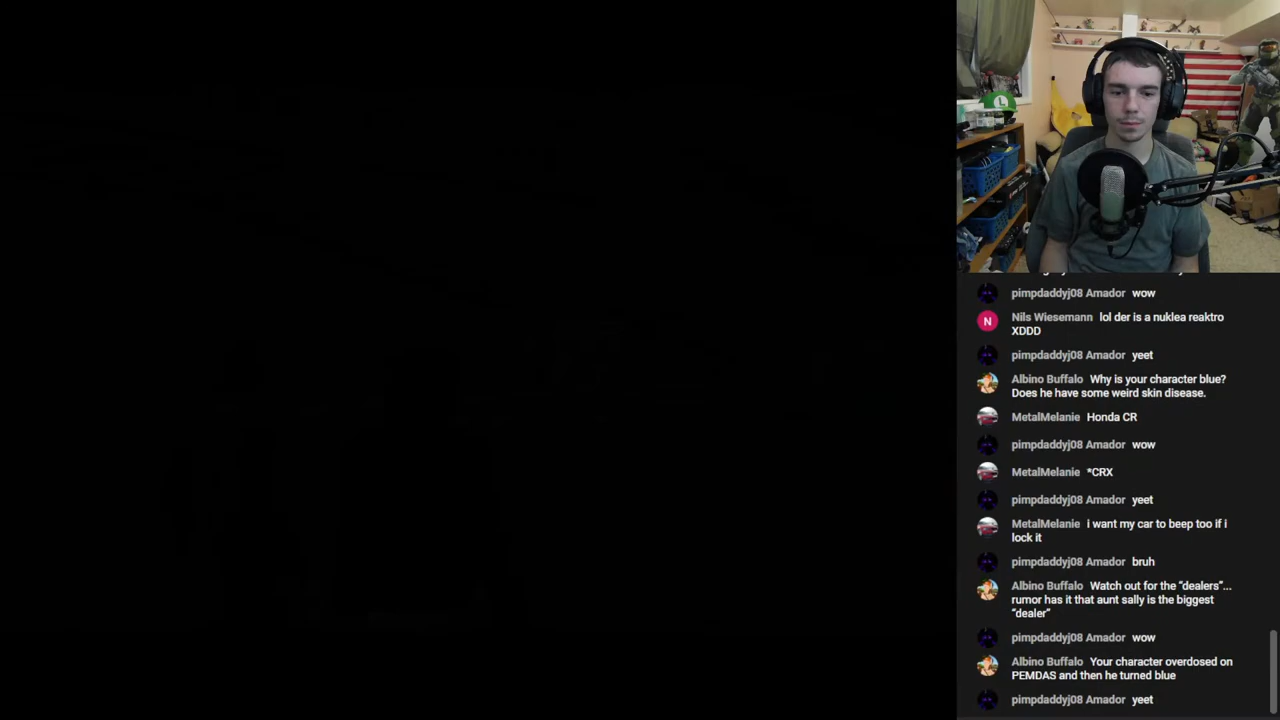 pimpdaddyj08 Amador wow
Nils Wiesemann lol der is a nuklea reaktro
XDDD
pimpdaddyj08 Amador yeet
Albino Buffalo Why is your character blue?
Does he have some weird skin disease.
MetalMelanie Honda CR
pimpdaddyj08 Amador wow
MetalMelanie *CRX
pimpdaddyj08 Amador yeet
MetalMelanie i want my car to beep too if i
lock it
pimpdaddyj08 Amador bruh
Albino Buffalo Watch out for the “dealers”...
rumor has it that aunt sally is the biggest
“dealer”
pimpdaddyj08 Amador wow
Albino Buffalo Your character overdosed on
PEMDAS and then he turned blue
pimpdaddyj08 Amador yeet